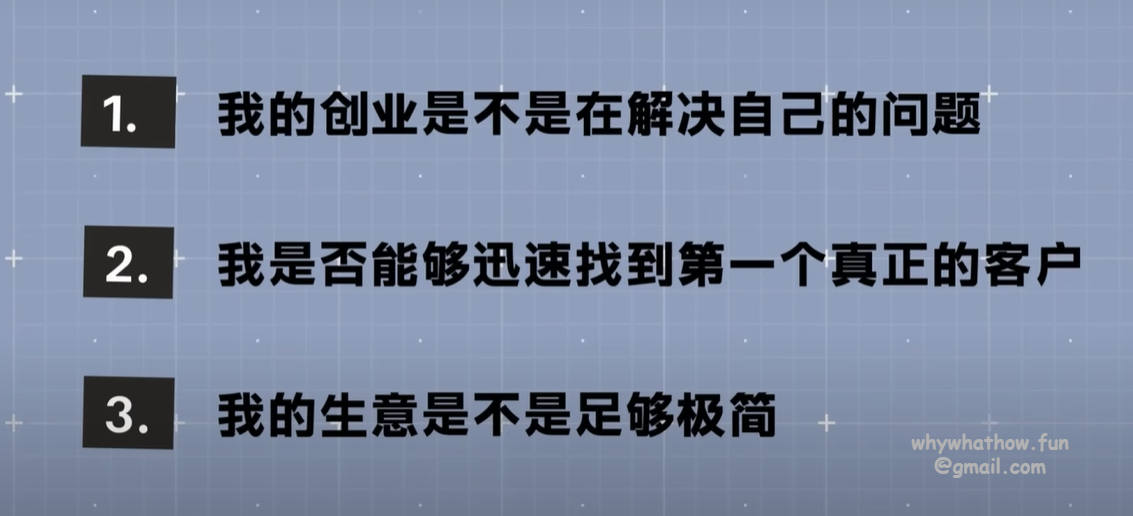 1. 我的创业是不是在解决自己的问题
2. 我是否能够迅速找到第一个真正的客户
3. 我的生意是不是足够极简
whywhathow.fun
@gmail.com